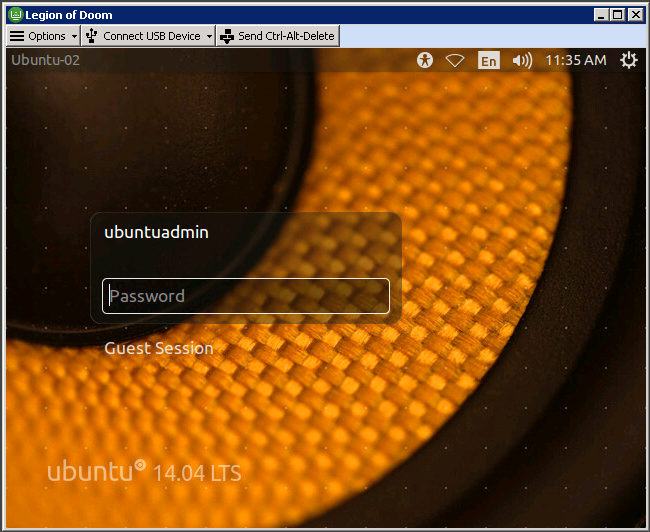 Legion of Doom
Options Connect USB Device Send Ctrl-Alt-Delete
Ubuntu-02 En 11:35 AM
ubuntuadmin
Password
Guest Session
ubuntu 14.04 LTS